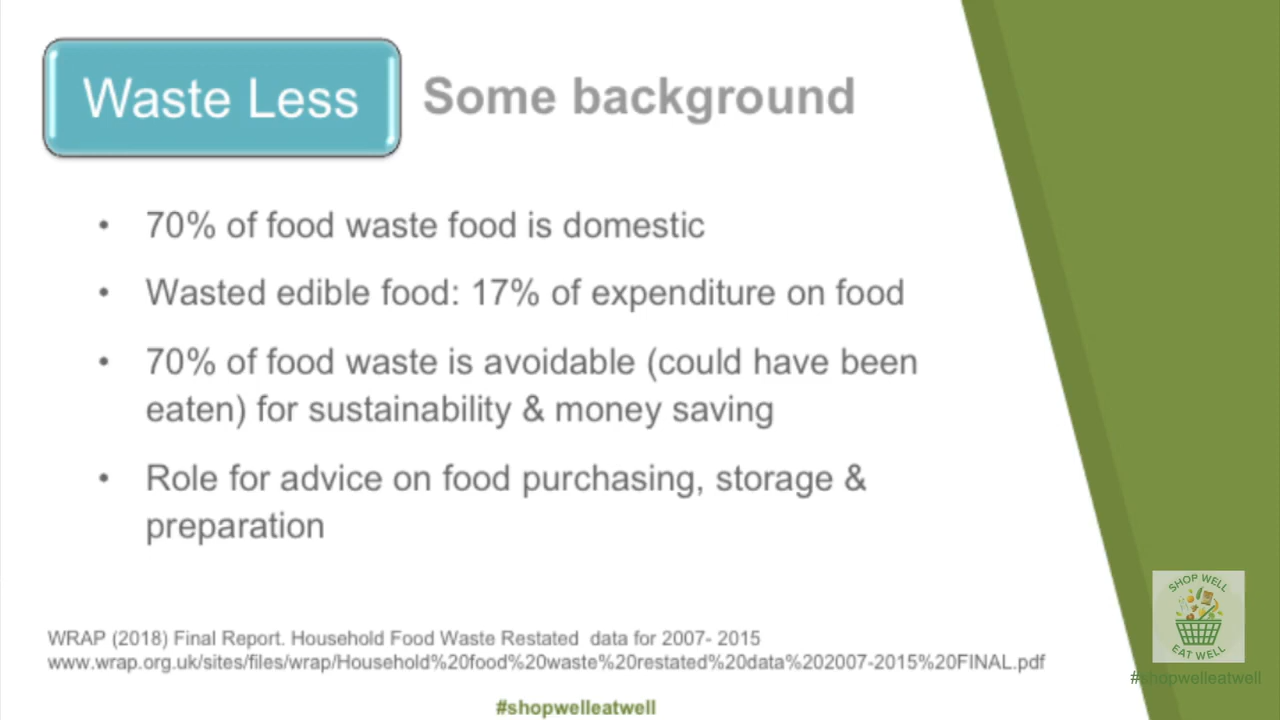 Waste Less
Some background
• 70% of food waste food is domestic
• Wasted edible food: 17% of expenditure on food
• 70% of food waste is avoidable (could have been
eaten) for sustainability & money saving
• Role for advice on food purchasing, storage &
preparation
WRAP (2018) Final Report. Household Food Waste Restated data for 2007- 2015
www.wrap.org.uk/sites/files/wrap/Household%20food%20waste%20restated%20data%202007-2015%20FINAL.pdf
#shopwelleatwell
SHOP WELL
EAT WELL
#shopwelleatwell